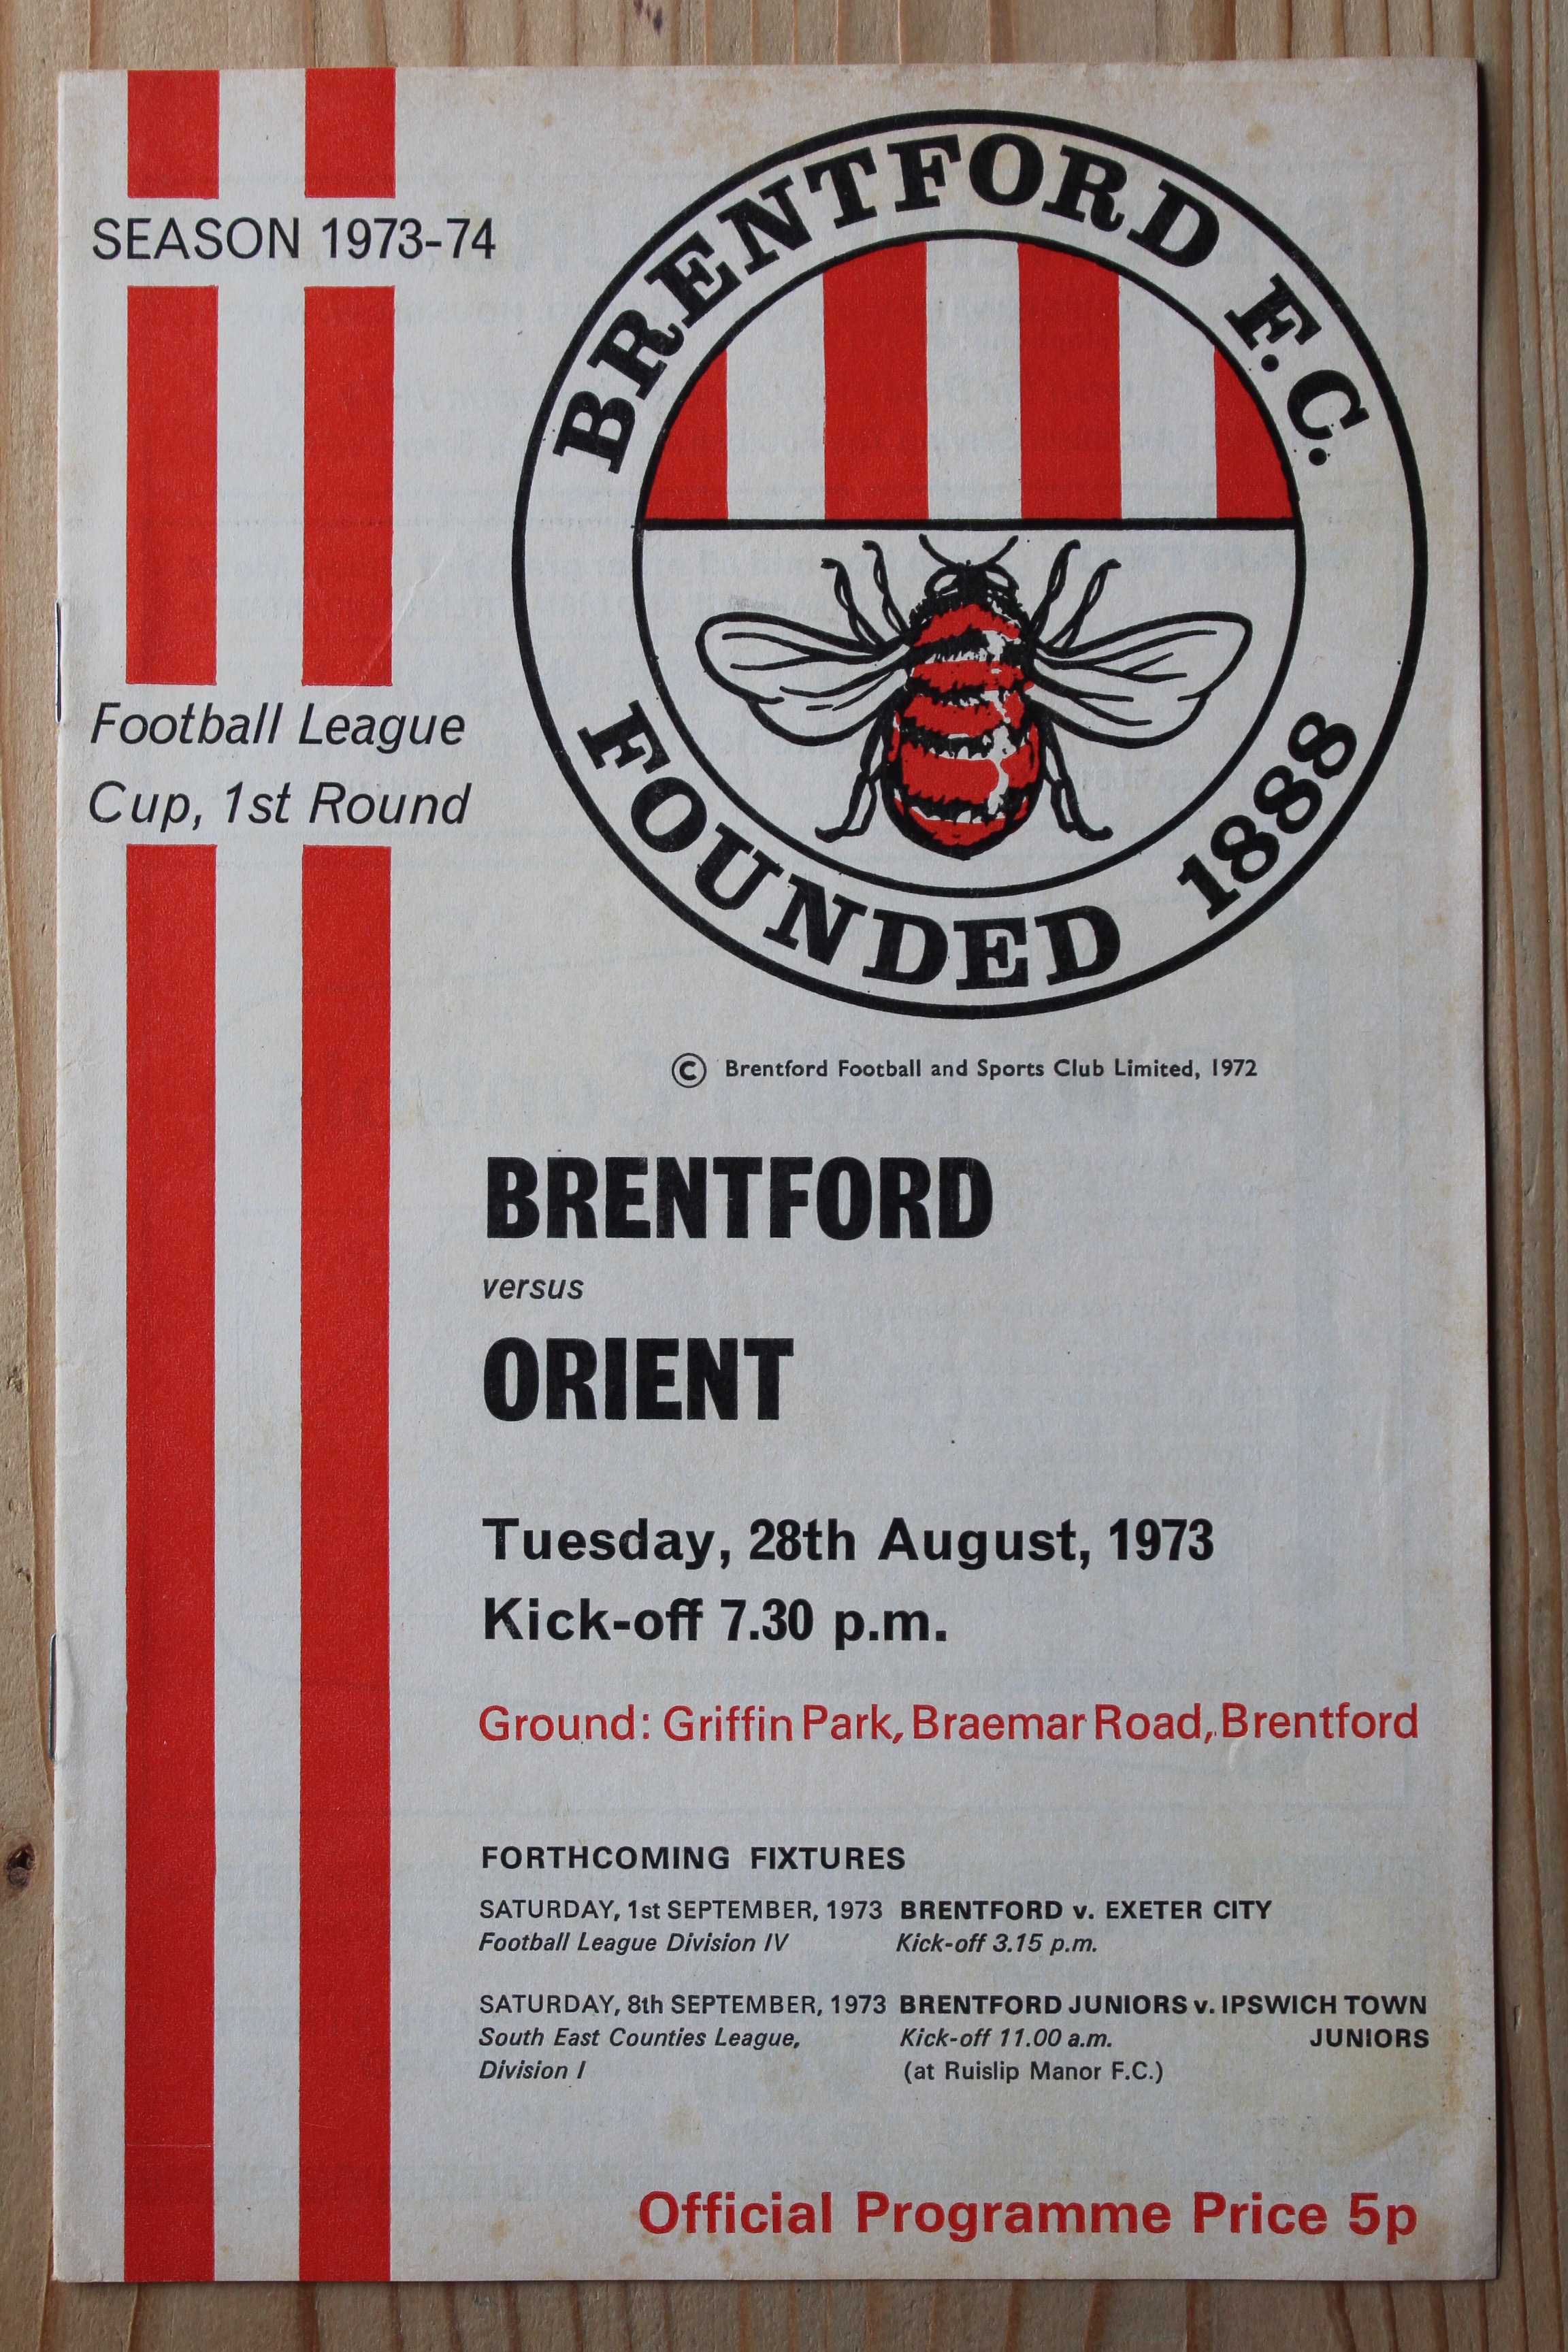 SEASON 1973-74
BRENTFORD F.C.
FOUNDED 1888
Football League
Cup, 1st Round
© Brentford Football and Sports Club Limited, 1972
BRENTFORD
versus
ORIENT
Tuesday, 28th August, 1973
Kick-off 7.30 p.m.
Ground: Griffin Park, Braemar Road, Brentford
FORTHCOMING FIXTURES
SATURDAY, 1st SEPTEMBER, 1973 BRENTFORD v. EXETER CITY
Football League Division IV Kick-off 3.15 p.m.
SATURDAY, 8th SEPTEMBER, 1973 BRENTFORD JUNIORS v. IPSWICH TOWN
South East Counties League, Kick-off 11.00 a.m. JUNIORS
Division I (at Ruislip Manor F.C.)
Official Programme Price 5p